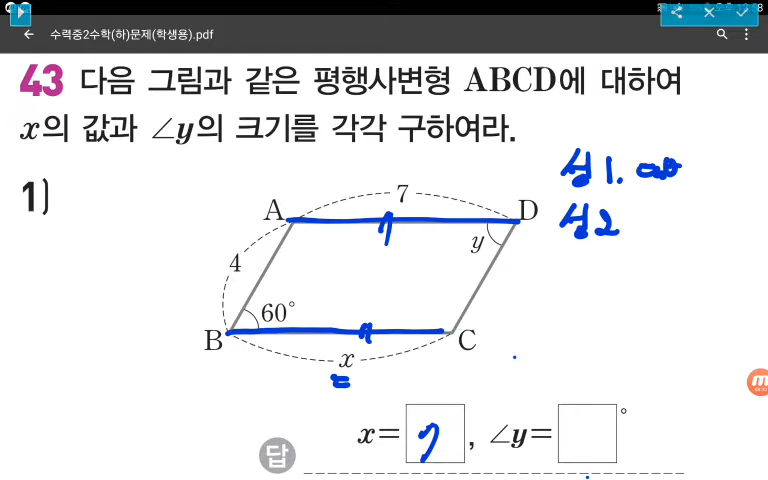 수력중2수학(하)문제(학생용).pdf
43 다음 그림과 같은 평행사변형 ABCD에 대하여
x의 값과 ∠y의 크기를 각각 구하여라.
1)
성1.
성2
A
7
D
4
y
60°
B
C
x
답 x=7, ∠y= °